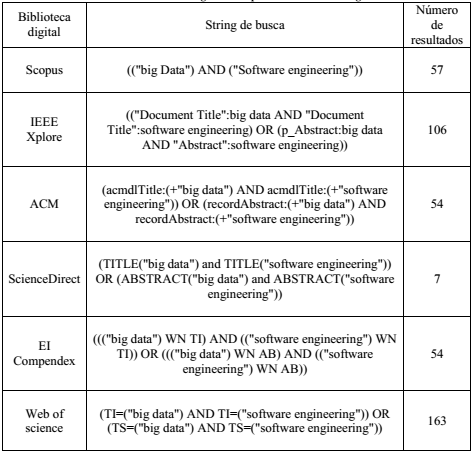 Biblioteca
digital
String de busca
Número
de
resultados
Scopus
(("big Data") AND ("Software engineering"))
57
IEEE
Xplore
(("Document Title":big data AND "Document
Title":software engineering) OR (p_Abstract:big data
AND "Abstract":software engineering))
106
ACM
(acmdlTitle:(+"big data") AND acmdlTitle:(+"software
engineering")) OR (recordAbstract:(+"big data") AND
recordAbstract:(+"software engineering"))
54
ScienceDirect
(TITLE("big data") and TITLE("software engineering"))
OR (ABSTRACT("big data") and ABSTRACT("software
engineering"))
7
EI
Compendex
((("big data") WN TI) AND (("software engineering") WN
TI)) OR ((("big data") WN AB) AND (("software
engineering") WN AB))
54
Web of
science
(TI=("big data") AND TI=("software engineering")) OR
(TS=("big data") AND TS=("software engineering"))
163